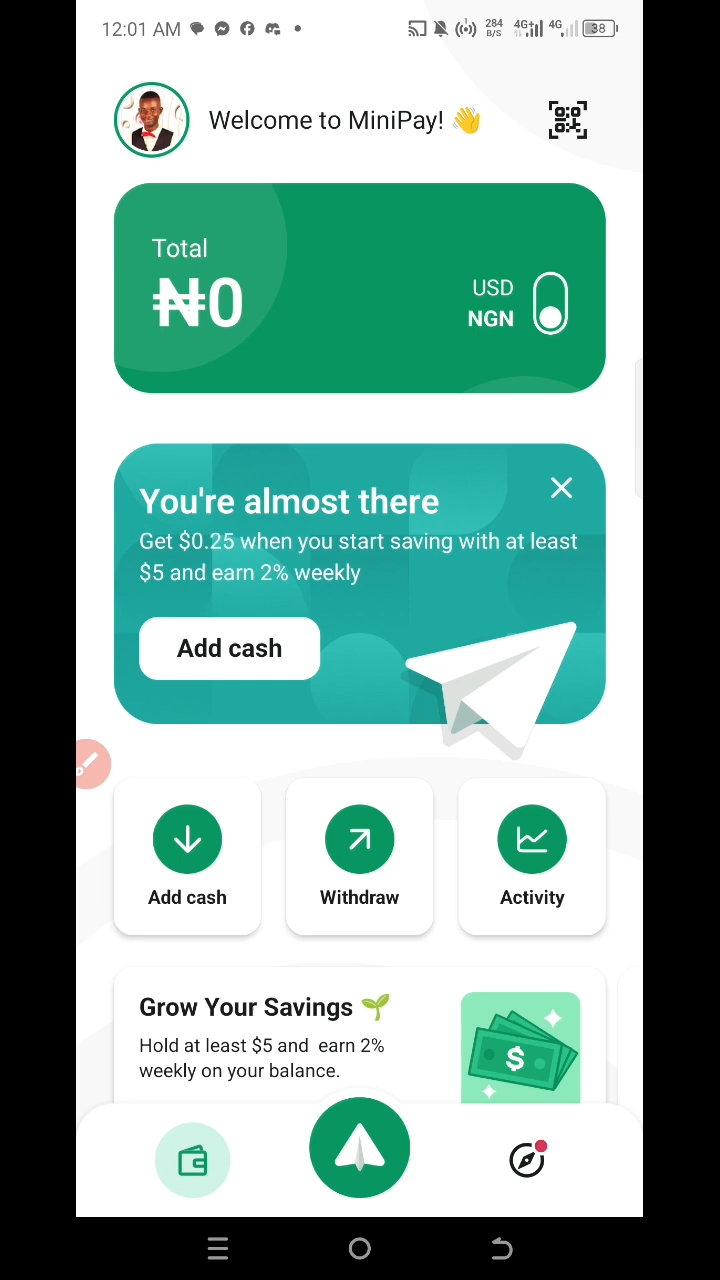 12:01 AM
284
B/S
4G+
4G
38
Welcome to MiniPay! 👋
Total
₦0
USD
NGN
You're almost there
Get $0.25 when you start saving with at least
$5 and earn 2% weekly
Add cash
Add cash
Withdraw
Activity
Grow Your Savings 🌱
Hold at least $5 and earn 2%
weekly on your balance.
$